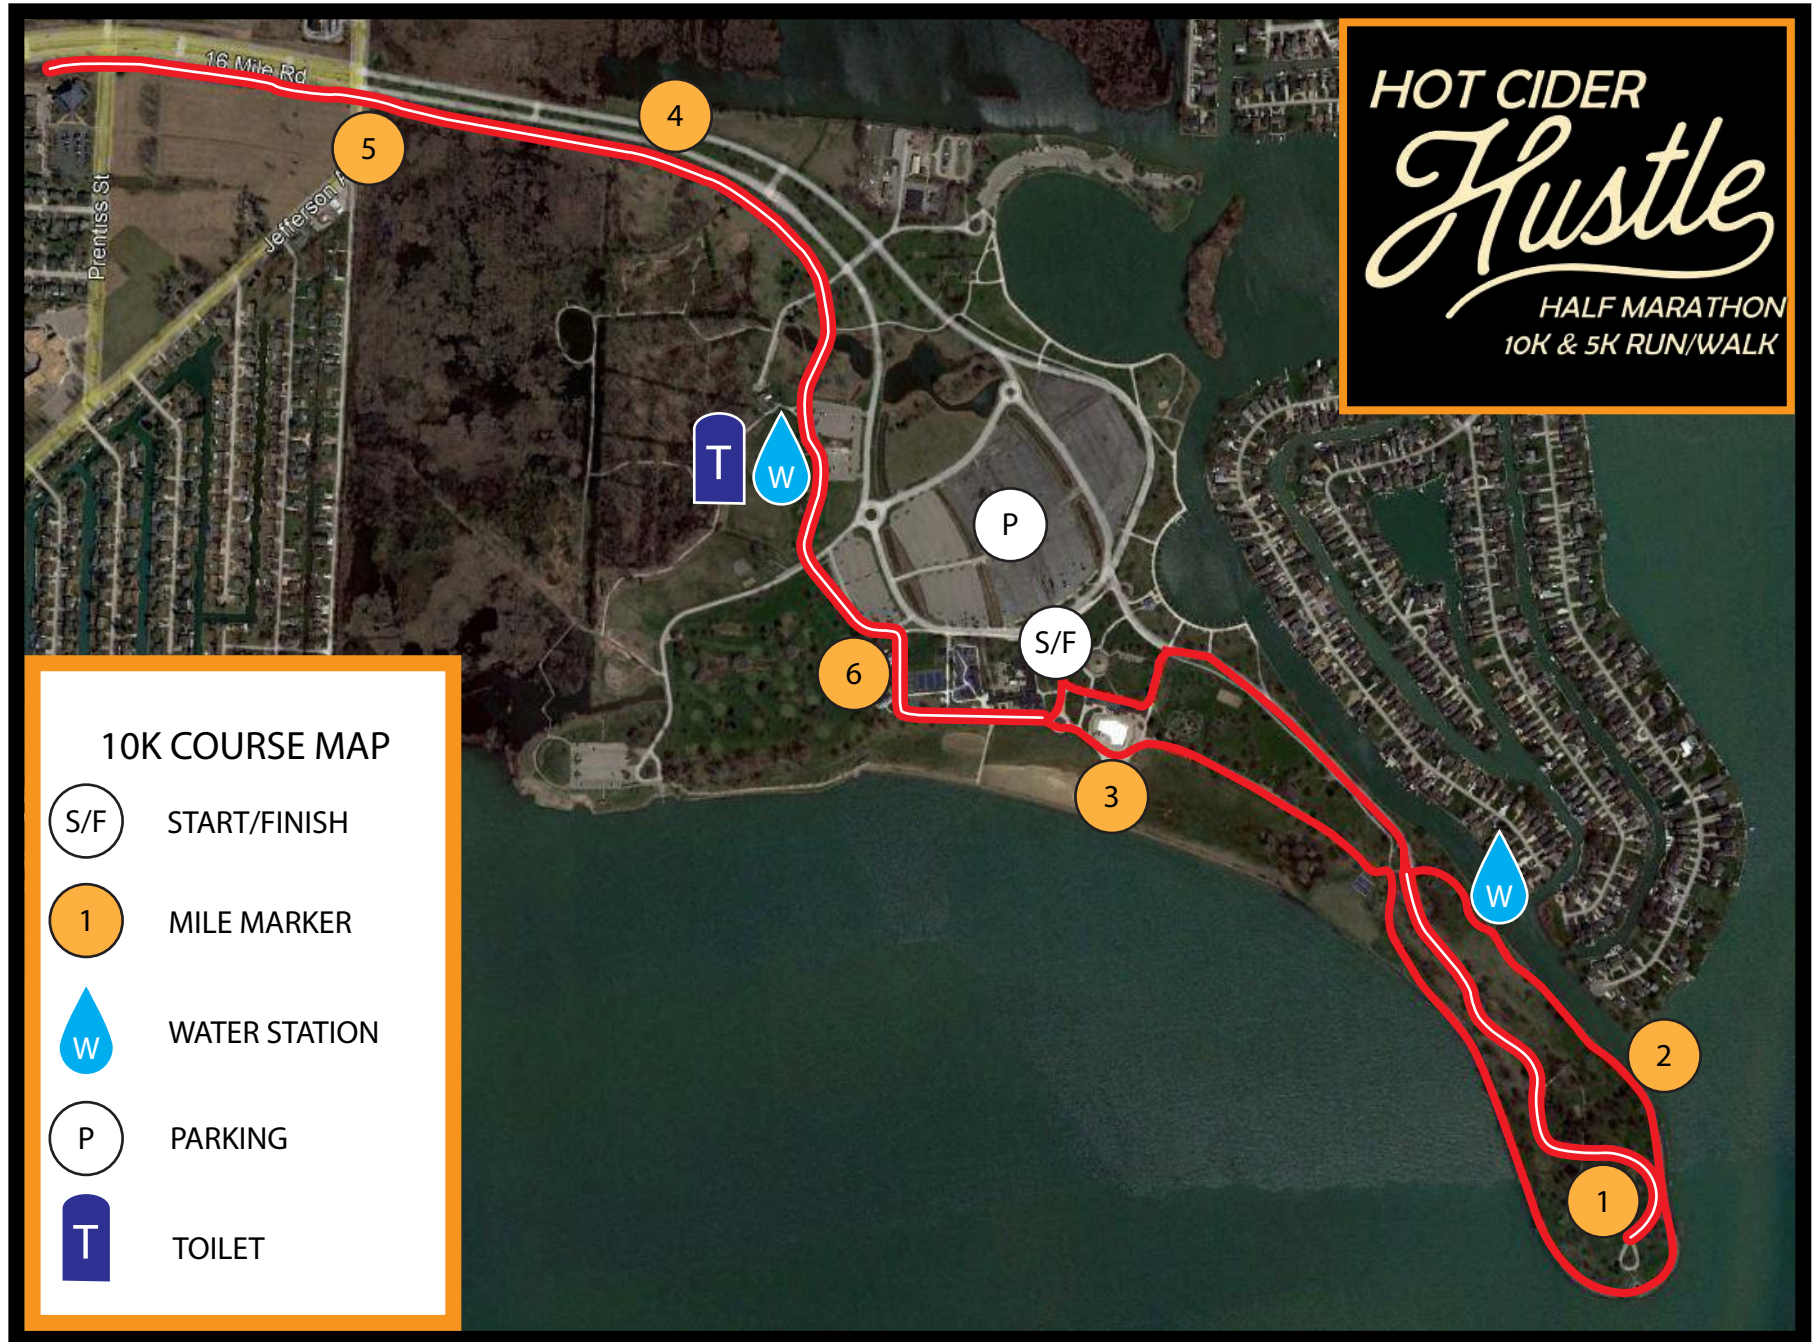 HOT CIDER
Hustle
HALF MARATHON
10K & 5K RUN/WALK
16 Mile Rd
4
5
Prentiss St
Jefferson A
T
W
P
S/F
6
3
W
2
1
10K COURSE MAP
S/F START/FINISH
1 MILE MARKER
W WATER STATION
P PARKING
T TOILET